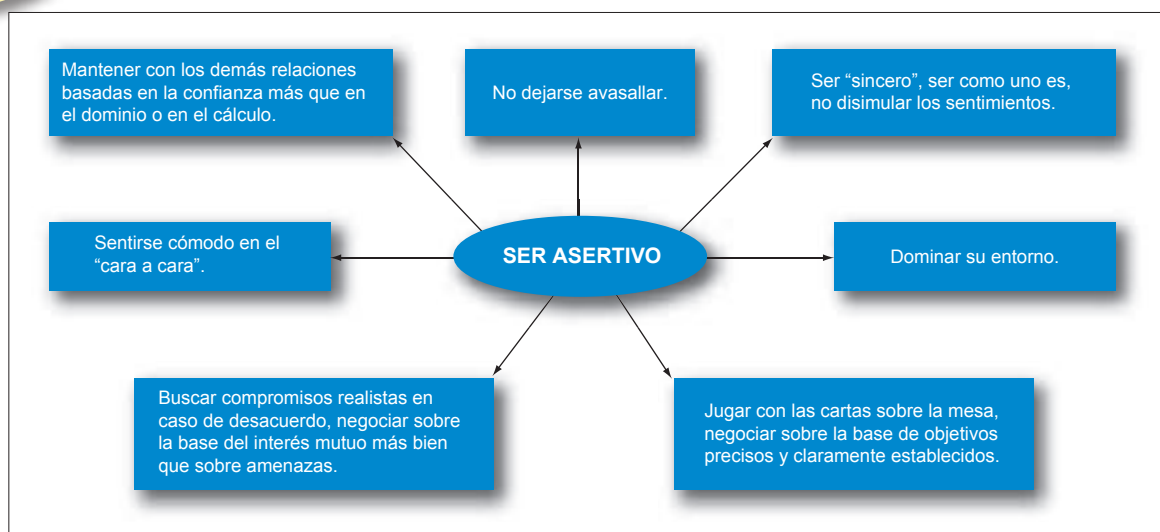 Mantener con los demás relaciones
basadas en la confianza más que en
el dominio o en el cálculo.
No dejarse avasallar.
Ser “sincero”, ser como uno es,
no disimular los sentimientos.
Sentirse cómodo en el
“cara a cara”.
SER ASERTIVO
Dominar su entorno.
Buscar compromisos realistas en
caso de desacuerdo, negociar sobre
la base del interés mutuo más bien
que sobre amenazas.
Jugar con las cartas sobre la mesa,
negociar sobre la base de objetivos
precisos y claramente establecidos.